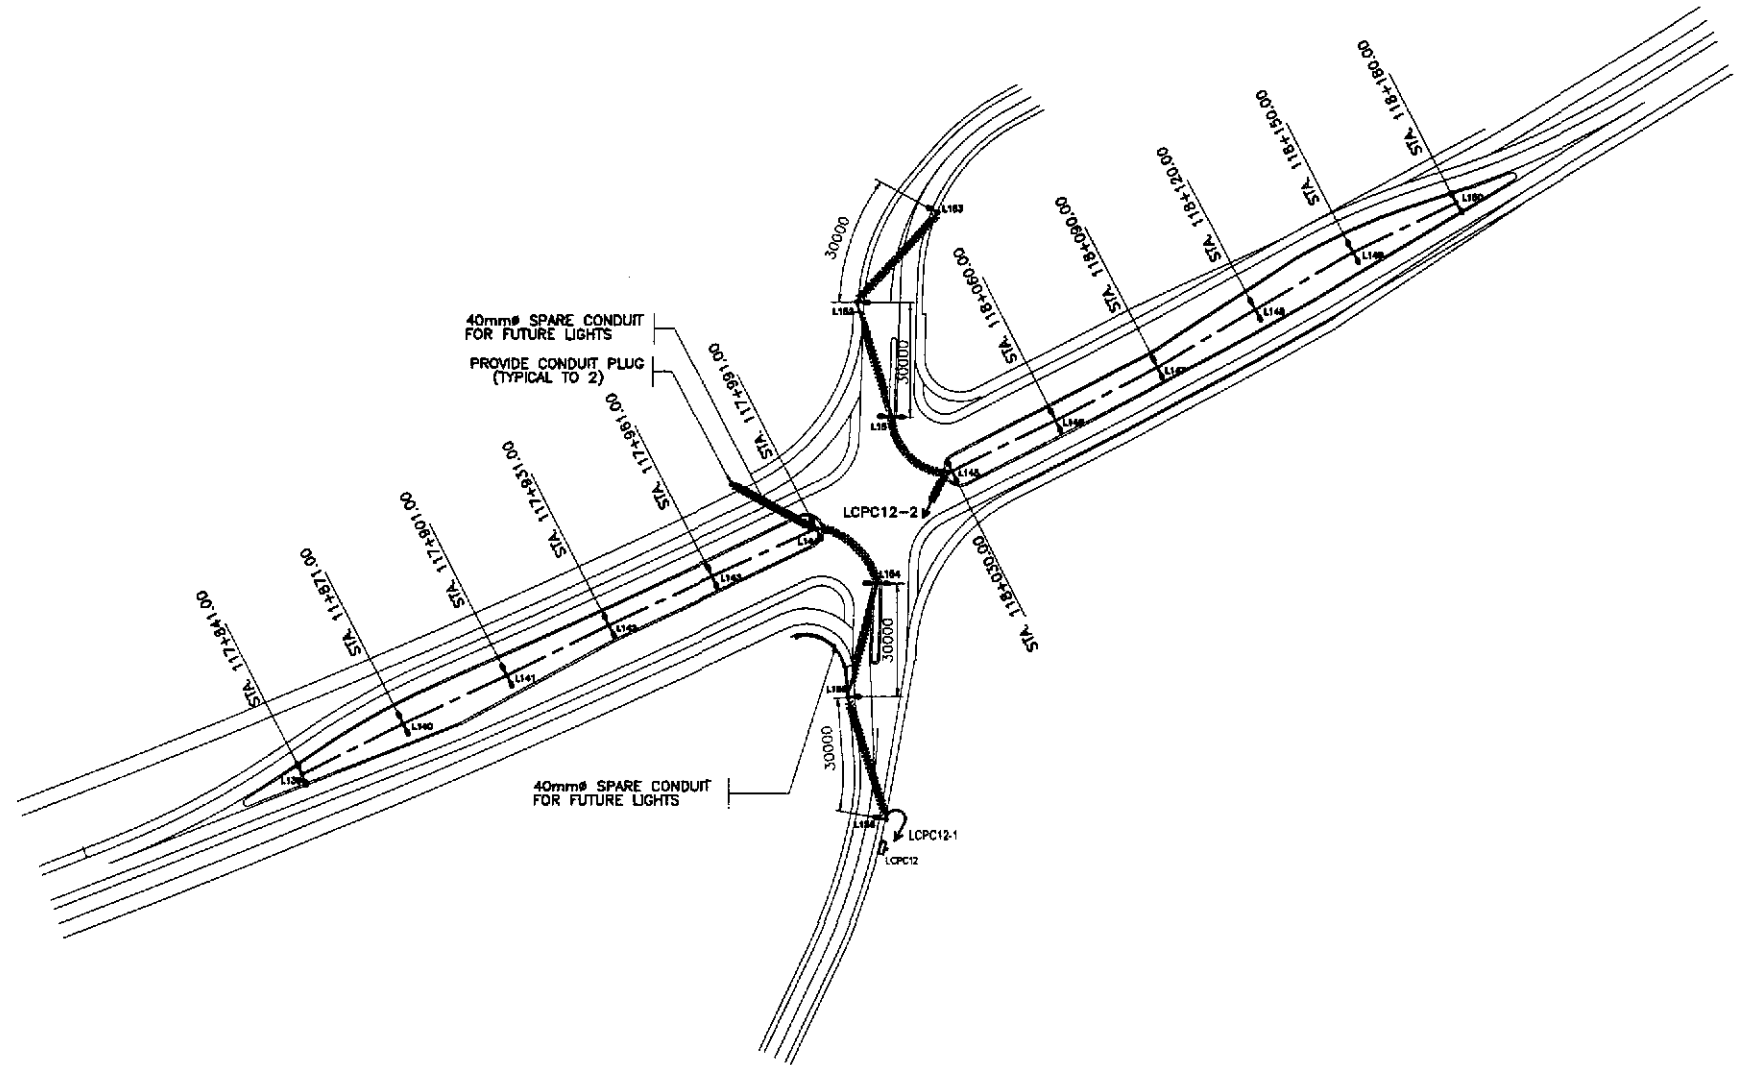 STA. 118+180.00
STA. 118+150.00
STA. 118+120.00
STA. 118+090.00
STA. 118+060.00
L150
L149
L148
L147
L146
L145
L153
30000
30000
40mmø SPARE CONDUIT
FOR FUTURE LIGHTS
PROVIDE CONDUIT PLUG
(TYPICAL TO 2)
STA. 117+991.00
STA. 117+961.00
STA. 117+931.00
STA. 117+901.00
STA. 11+871.00
STA. 117+841.00
LCPC12-2
STA. 118+030.00
L143
L141
L140
L154
30000
30000
40mmø SPARE CONDUIT
FOR FUTURE LIGHTS
LCPC12-1
LCPC12